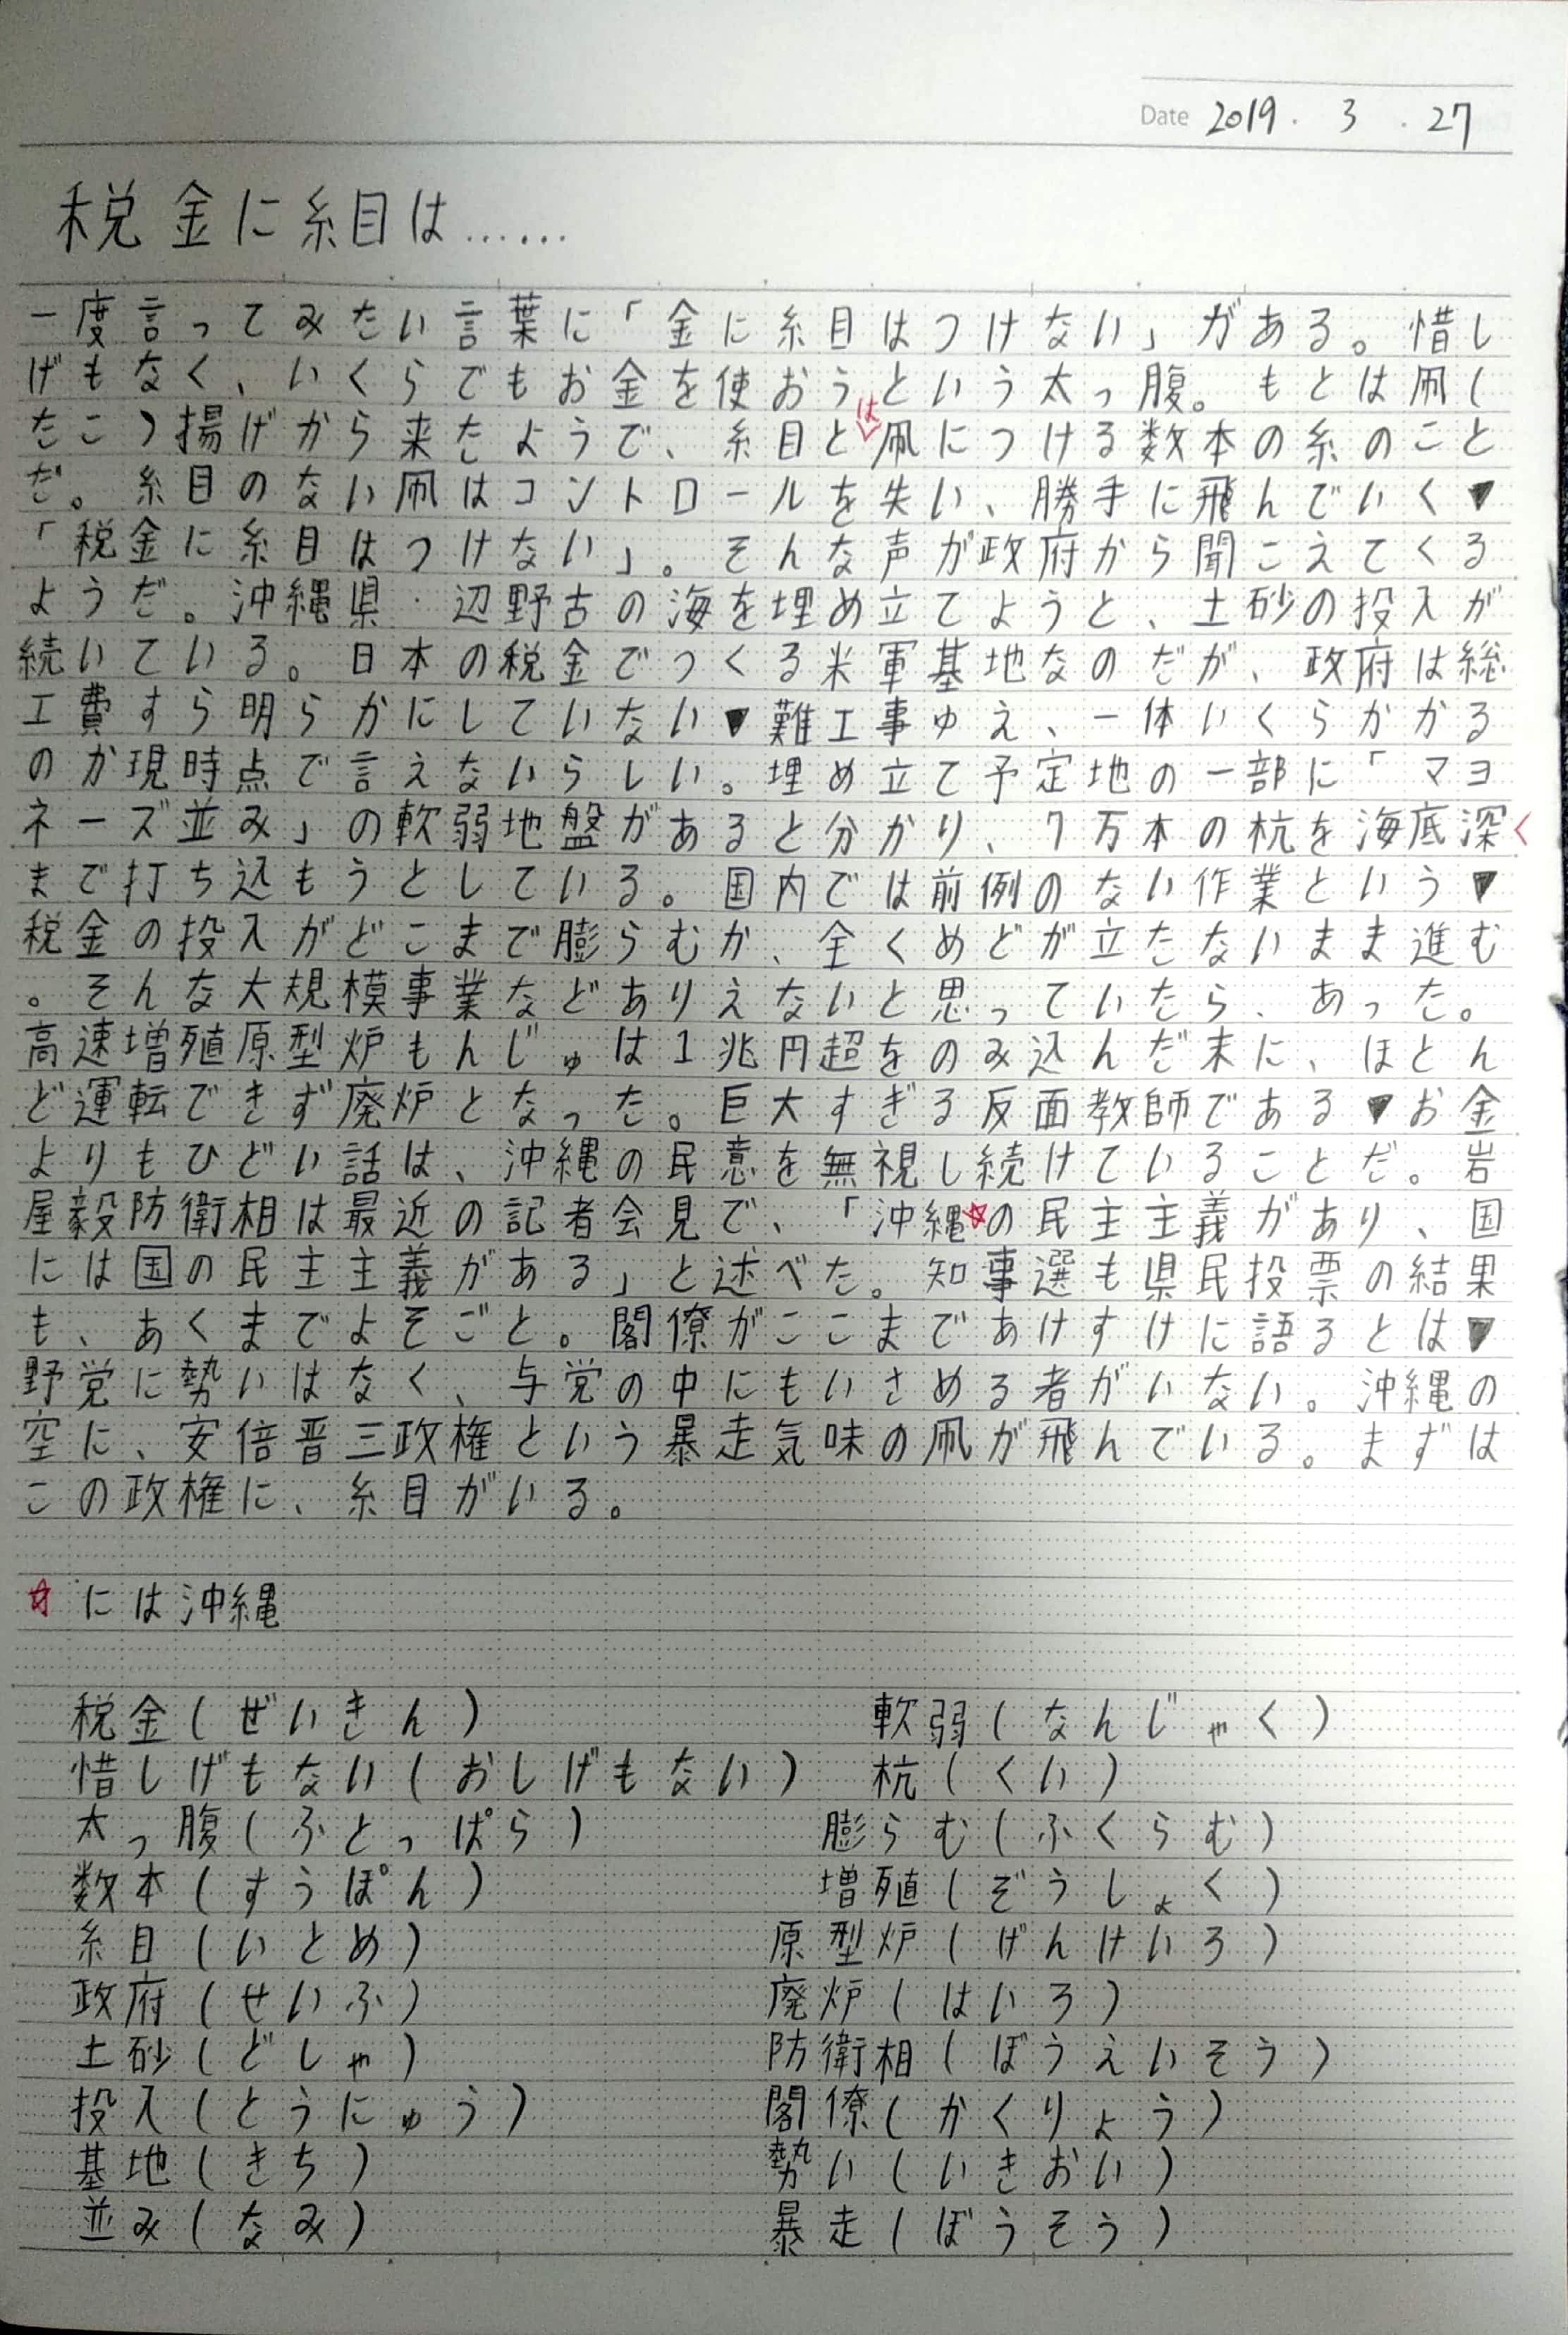 Date 2019. 3. 27
税金に糸目は……
一度言ってみたい言葉に「金に糸目はつけない」がある。惜し
げもなく、いくらでもお金を使おうという太っ腹。もとは凧(
たこ)揚げから来たようで、糸目とは凧につける数本の糸のこと
だ。糸目のない凧はコントロールを失い、勝手に飛んでいく▼
「税金に糸目はつけない」。そんな声が政府から聞こえてくる
ようだ。沖縄県・辺野古の海を埋め立てようと、土砂の投入が
続いている。日本の税金でつくる米軍基地なのだが、政府は総
工費すら明らかにしていない▼難工事ゆえ、一体いくらかかる
のか現時点で言えないらしい。埋め立て予定地の一部に「マヨ
ネーズ並み」の軟弱地盤があると分かり、7万本の杭を海底深く
まで打ち込もうとしている。国内では前例のない作業という▼
税金の投入がどこまで膨らむか、全くめどが立たないまま進む
。そんな大規模事業などありえないと思っていたら、あった。
高速増殖原型炉もんじゅは1兆円超をのみ込んだ末に、ほとん
ど運転できず廃炉となった。巨大すぎる反面教師である▼お金
よりもひどい話は、沖縄の民意を無視し続けていることだ。岩
屋毅防衛相は最近の記者会見で、「沖縄☆の民主主義があり、国
には国の民主主義がある」と述べた。知事選も県民投票の結果
も、あくまでよそごと。閣僚がここまであけすけに語るとは▼
野党に勢いはなく、与党の中にもいさめる者がいない。沖縄の
空に、安倍晋三政権という暴走気味の凧が飛んでいる。まずは
この政権に、糸目がいる。
☆には沖縄
税金(ぜいきん)
惜しげもない(おしげもない)
太っ腹(ふとっぱら)
数本(すうぽん)
糸目(いとめ)
政府(せいふ)
土砂(どしゃ)
投入(とうにゅう)
基地(きち)
並み(なみ)
軟弱(なんじゃく)
杭(くい)
膨らむ(ふくらむ)
増殖(ぞうしょく)
原型炉(げんけいろ)
廃炉(はいろ)
防衛相(ぼうえいそう)
閣僚(かくりょう)
勢い(いきおい)
暴走(ぼうそう)